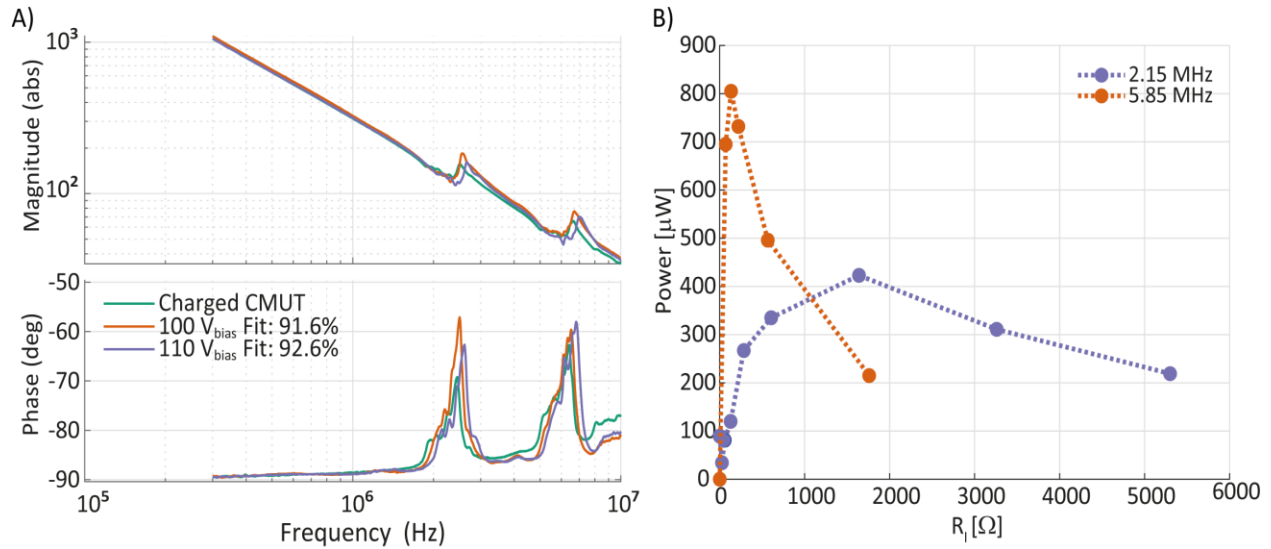 A)
10³
10²
Magnitude (abs)
-50
-60
-70
-80
-90
Phase (deg)
Charged CMUT
100 V_bias Fit: 91.6%
110 V_bias Fit: 92.6%
10⁵
10⁶
10⁷
Frequency (Hz)
B)
900
800
700
600
500
400
300
200
100
0
Power [μW]
2.15 MHz
5.85 MHz
0
1000
2000
3000
4000
5000
6000
R_l [Ω]